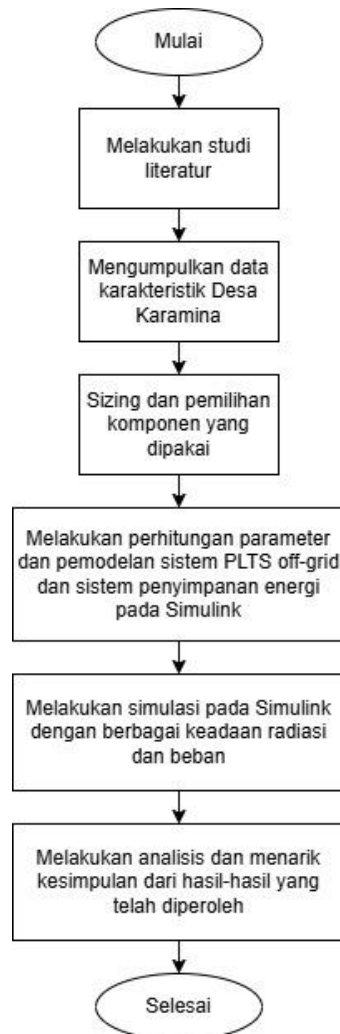 Mulai
Melakukan studi
literatur
Mengumpulkan data
karakteristik Desa
Karamina
Sizing dan pemilihan
komponen yang
dipakai
Melakukan perhitungan parameter
dan pemodelan sistem PLTS off-grid
dan sistem penyimpanan energi
pada Simulink
Melakukan simulasi pada Simulink
dengan berbagai keadaan radiasi
dan beban
Melakukan analisis dan menarik
kesimpulan dari hasil-hasil yang
telah diperoleh
Selesai